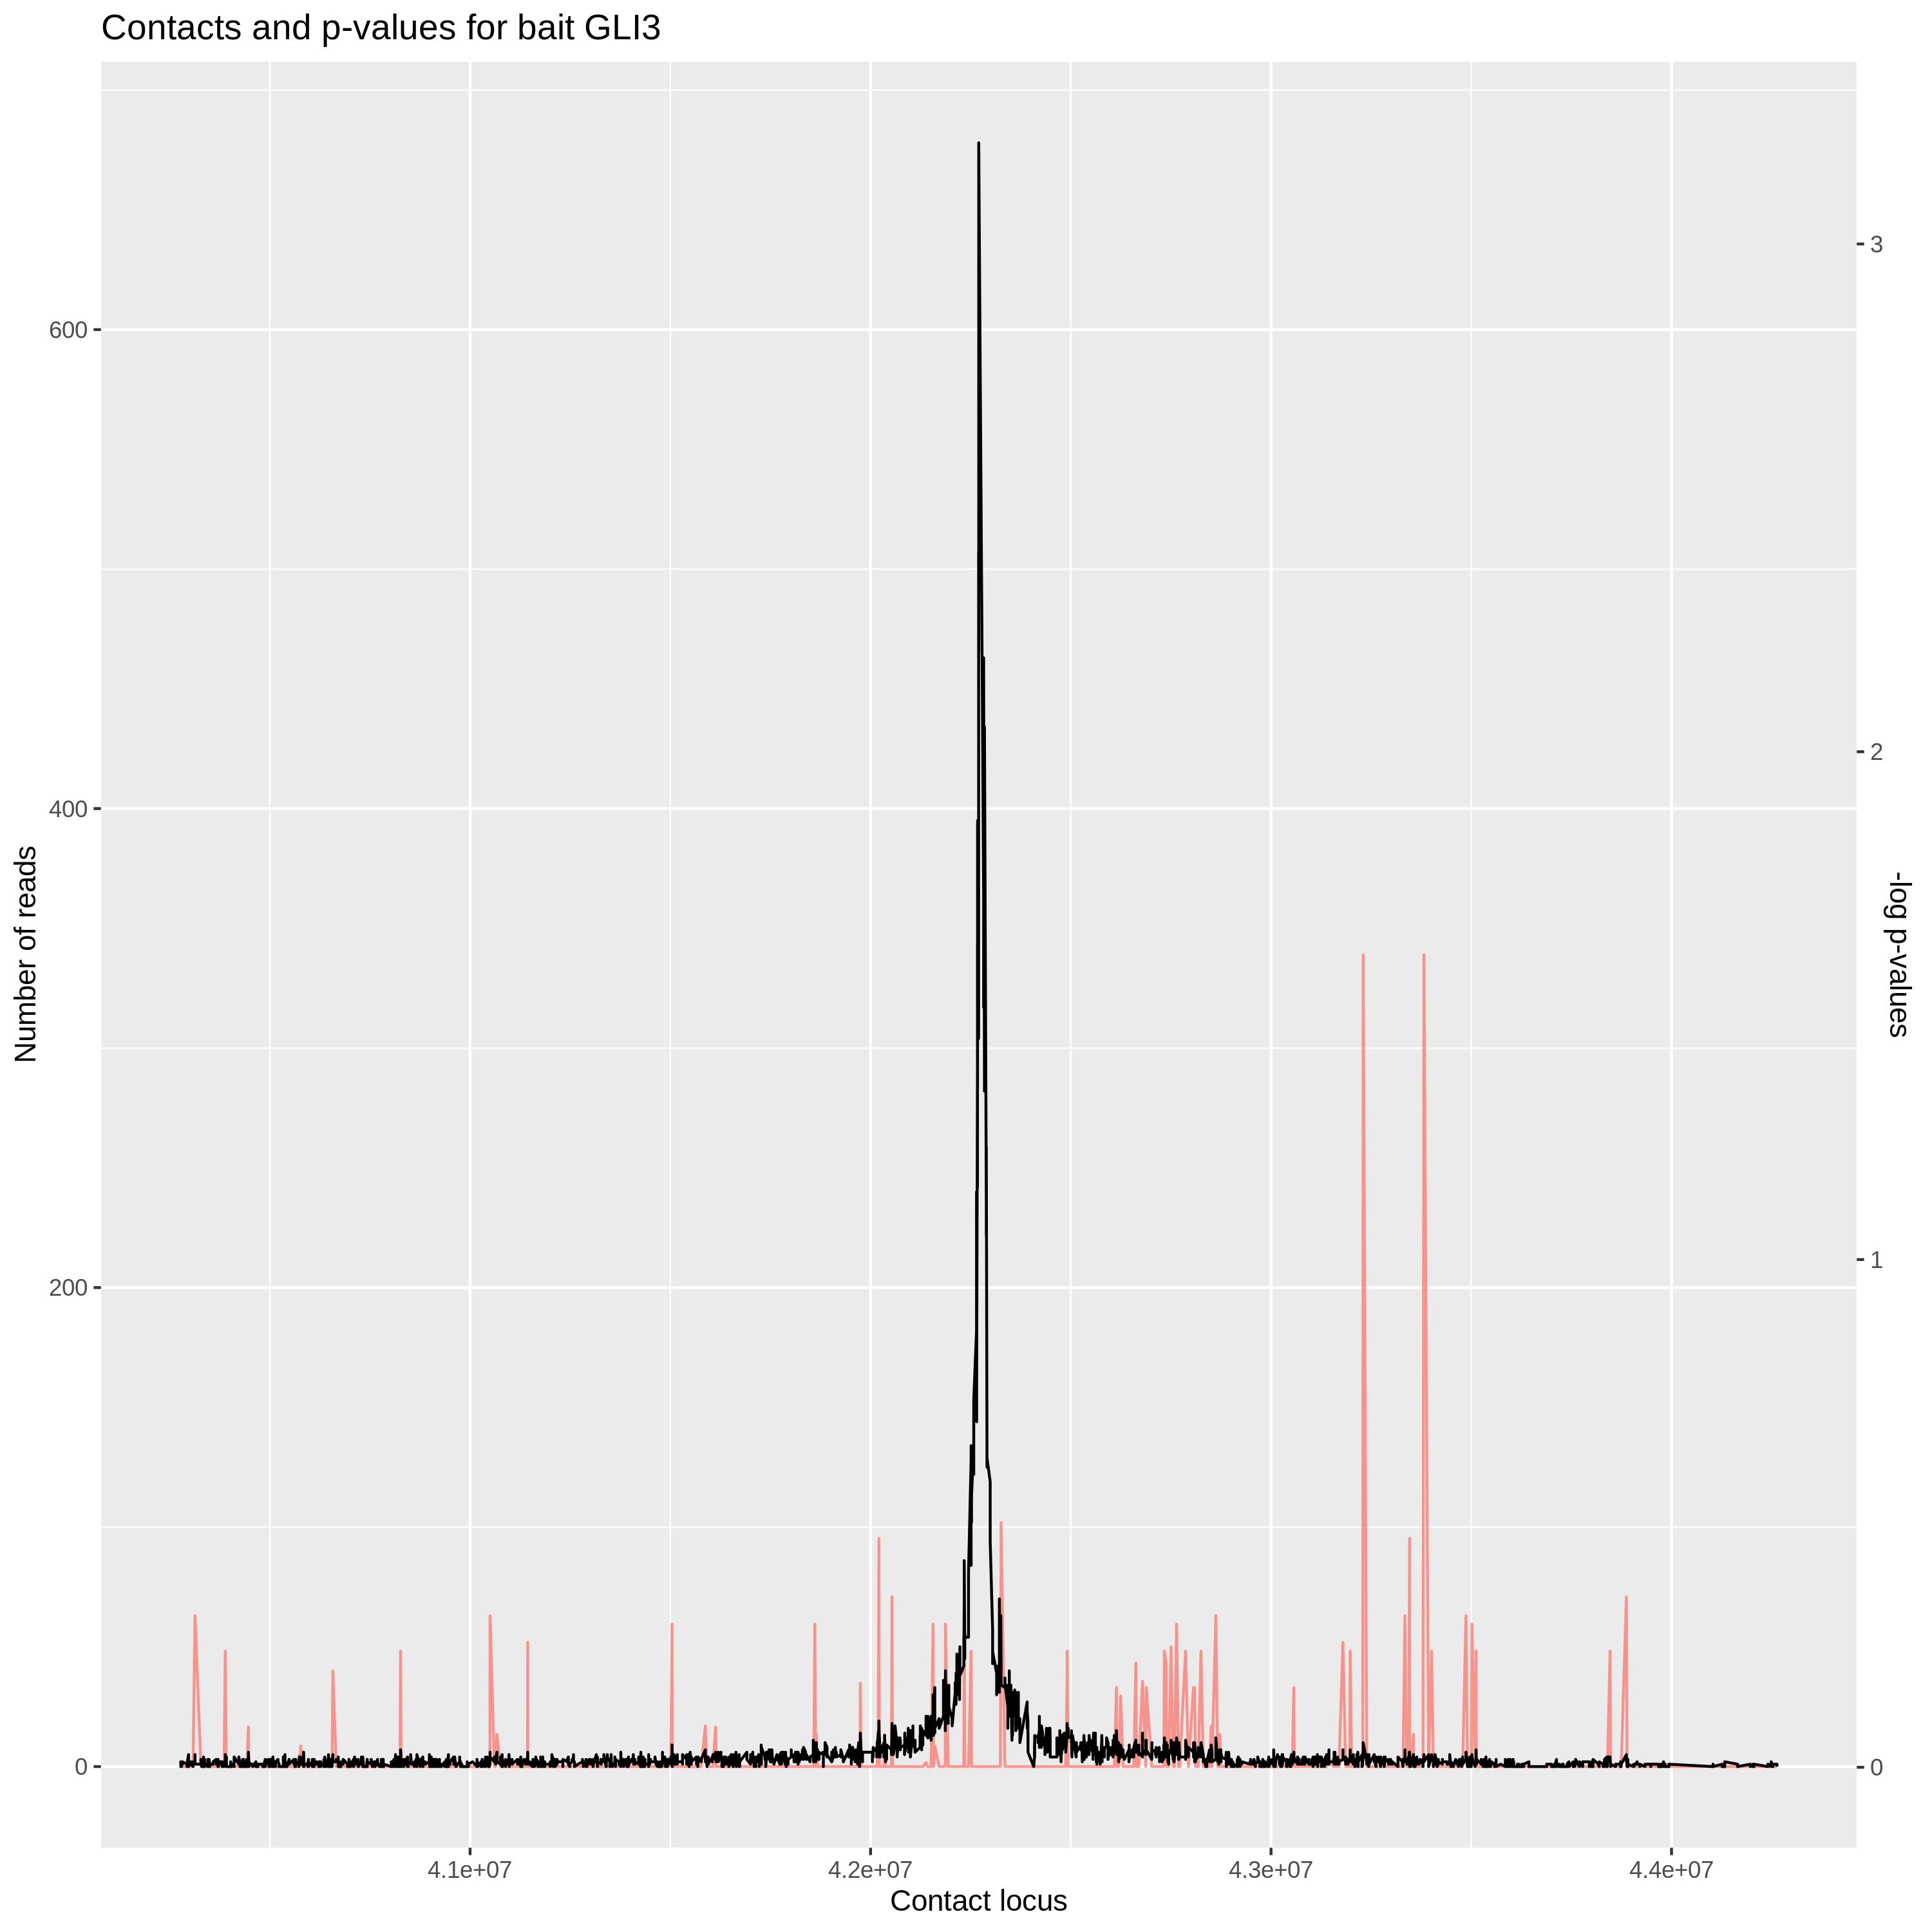 Contacts and p-values for bait GLI3
3
600
2
400
Number of reads
-log p-values
200
1
0
0
4.1e+07 4.2e+07 4.3e+07 4.4e+07
Contact locus